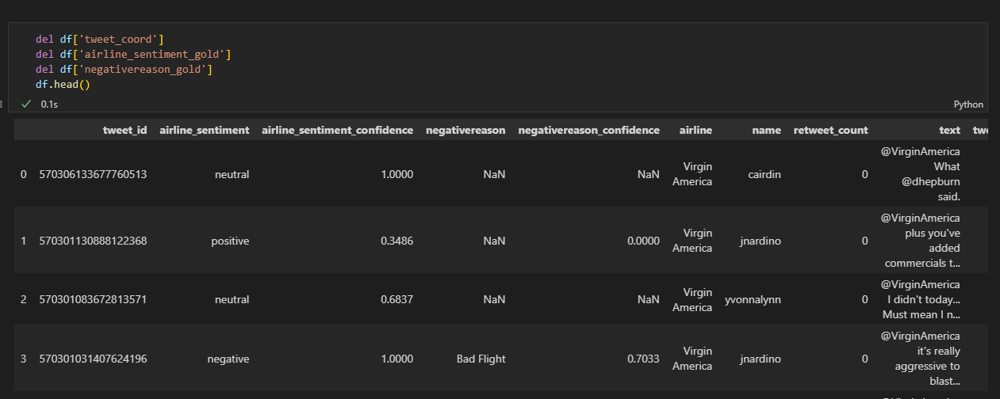 del df['tweet_coord']
del df['airline_sentiment_gold']
del df['negativereason_gold']
df.head()
0.1s
Python
tweet_id airline_sentiment airline_sentiment_confidence negativereason negativereason_confidence airline name retweet_count text twe
0 570306133677760513 neutral 1.0000 NaN NaN Virgin America cairdin 0 @VirginAmerica What @dhepburn said.
1 570301130888122368 positive 0.3486 NaN 0.0000 Virgin America jnardino 0 @VirginAmerica plus you've added commercials t...
2 570301083672813571 neutral 0.6837 NaN NaN Virgin America yvonnalynn 0 @VirginAmerica I didn't today... Must mean I n...
3 570301031407624196 negative 1.0000 Bad Flight 0.7033 Virgin America jnardino 0 @VirginAmerica it's really aggressive to blast...